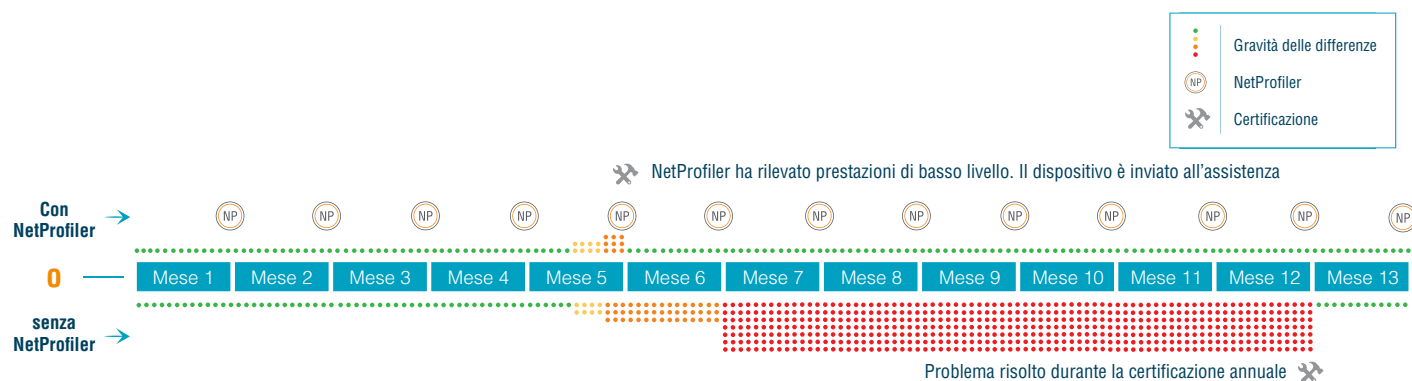 Gravità delle differenze
NP NetProfiler
Certificazione
NetProfiler ha rilevato prestazioni di basso livello. Il dispositivo è inviato all'assistenza
Con
NetProfiler
NP NP NP NP NP NP NP NP NP NP NP NP NP
0 Mese 1 Mese 2 Mese 3 Mese 4 Mese 5 Mese 6 Mese 7 Mese 8 Mese 9 Mese 10 Mese 11 Mese 12 Mese 13
senza
NetProfiler
Problema risolto durante la certificazione annuale